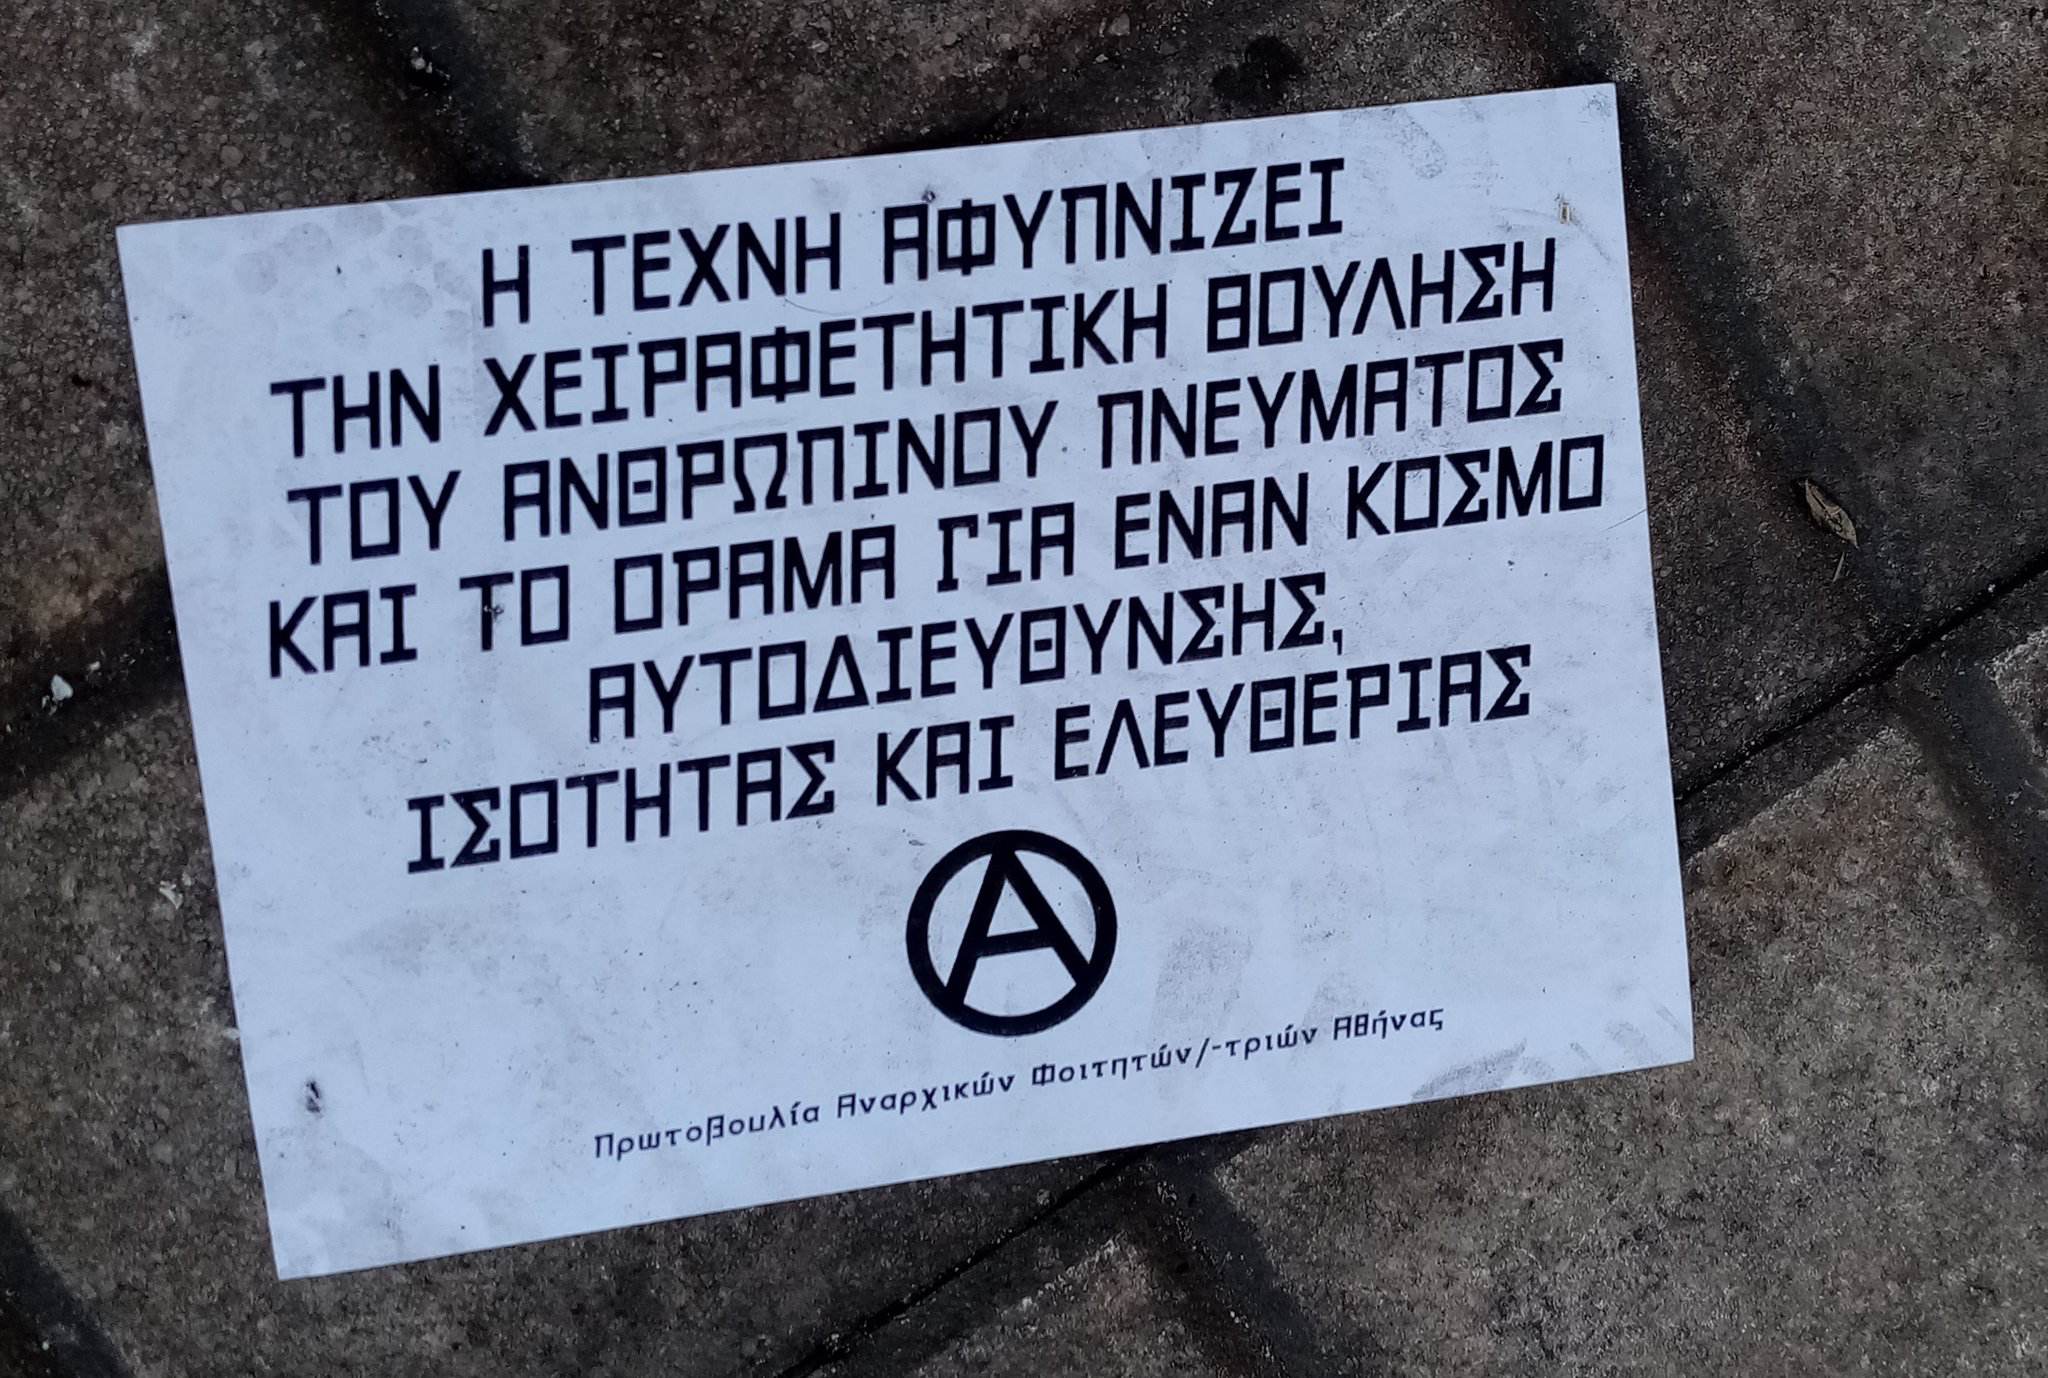 Η ΤΕΧΝΗ ΑΦΥΠΝΙΖΕΙ
ΤΗΝ ΧΕΙΡΑΦΕΤΗΤΙΚΗ ΒΟΥΛΗΣΗ
ΤΟΥ ΑΝΘΡΩΠΙΝΟΥ ΠΝΕΥΜΑΤΟΣ
ΚΑΙ ΤΟ ΟΡΑΜΑ ΓΙΑ ΕΝΑΝ ΚΟΣΜΟ
ΑΥΤΟΔΙΕΥΘΥΝΣΗΣ,
ΙΣΟΤΗΤΑΣ ΚΑΙ ΕΛΕΥΘΕΡΙΑΣ
Α
Πρωτοβουλία Αναρχικών Φοιτητών/-τριών Αθήνας